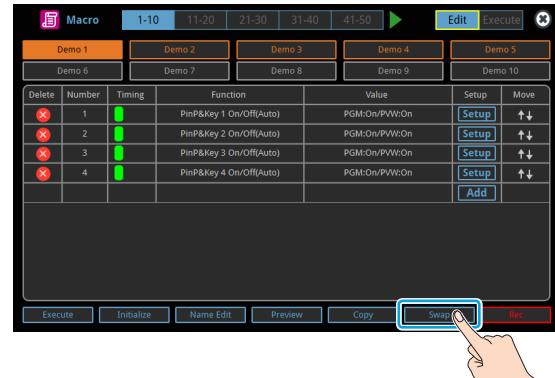 Macro 1-10 11-20 21-30 31-40 41-50 Edit Execute
Demo 1 Demo 2 Demo 3 Demo 4 Demo 5
Demo 6 Demo 7 Demo 8 Demo 9 Demo 10
Delete Number Timing Function Value Setup Move
1 PinP&Key 1 On/Off(Auto) PGM:On/PVW:On Setup
2 PinP&Key 2 On/Off(Auto) PGM:On/PVW:On Setup
3 PinP&Key 3 On/Off(Auto) PGM:On/PVW:On Setup
4 PinP&Key 4 On/Off(Auto) PGM:On/PVW:On Setup
Add
Execute Initialize Name Edit Preview Copy Swap Rec